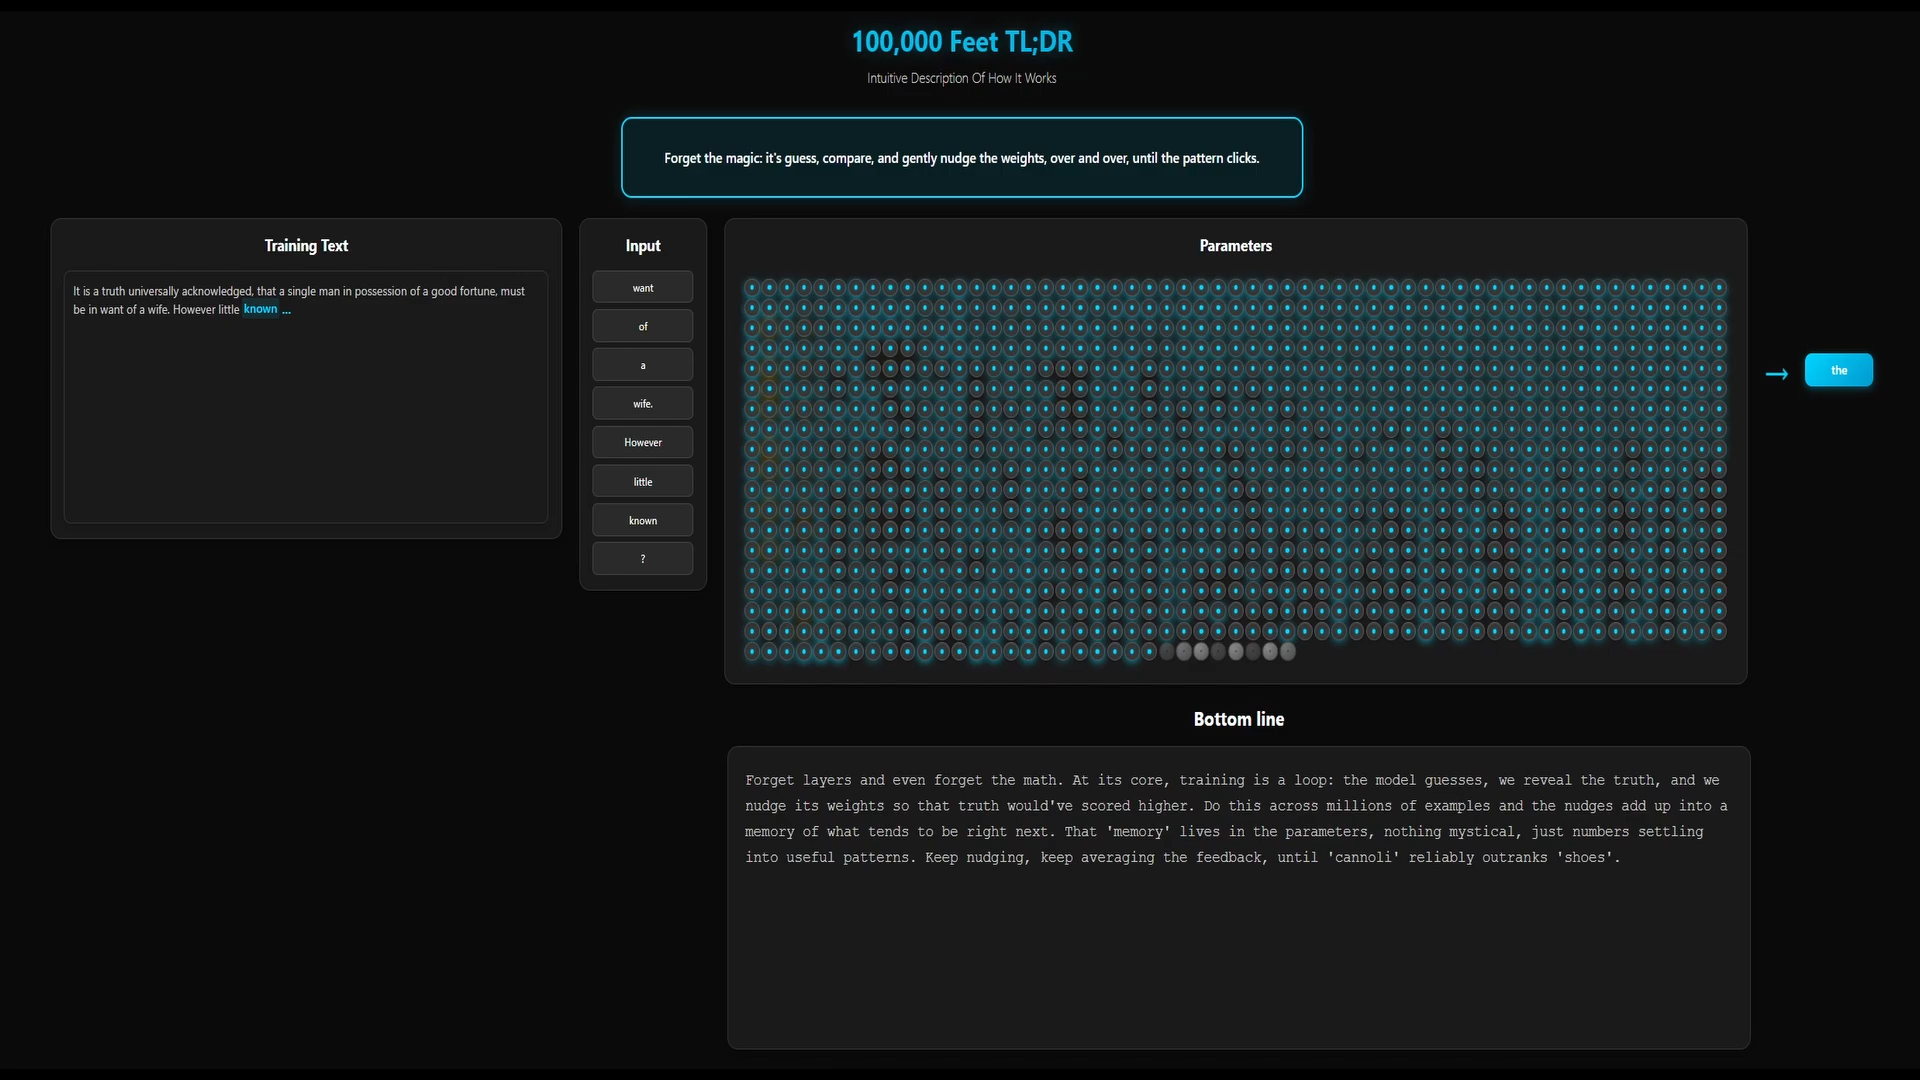 100,000 Feet TL;DR
Intuitive Description Of How It Works
Forget the magic: it's guess, compare, and gently nudge the weights, over and over, until the pattern clicks.
Training Text
It is a truth universally acknowledged, that a single man in possession of a good fortune, must
be in want of a wife. However little known ...
Input
want
of
a
wife.
However
little
known
?
Parameters
→ the
Bottom line
Forget layers and even forget the math. At its core, training is a loop: the model guesses, we reveal the truth, and we
nudge its weights so that truth would've scored higher. Do this across millions of examples and the nudges add up into a
memory of what tends to be right next. That 'memory' lives in the parameters, nothing mystical, just numbers settling
into useful patterns. Keep nudging, keep averaging the feedback, until 'cannoli' reliably outranks 'shoes'.